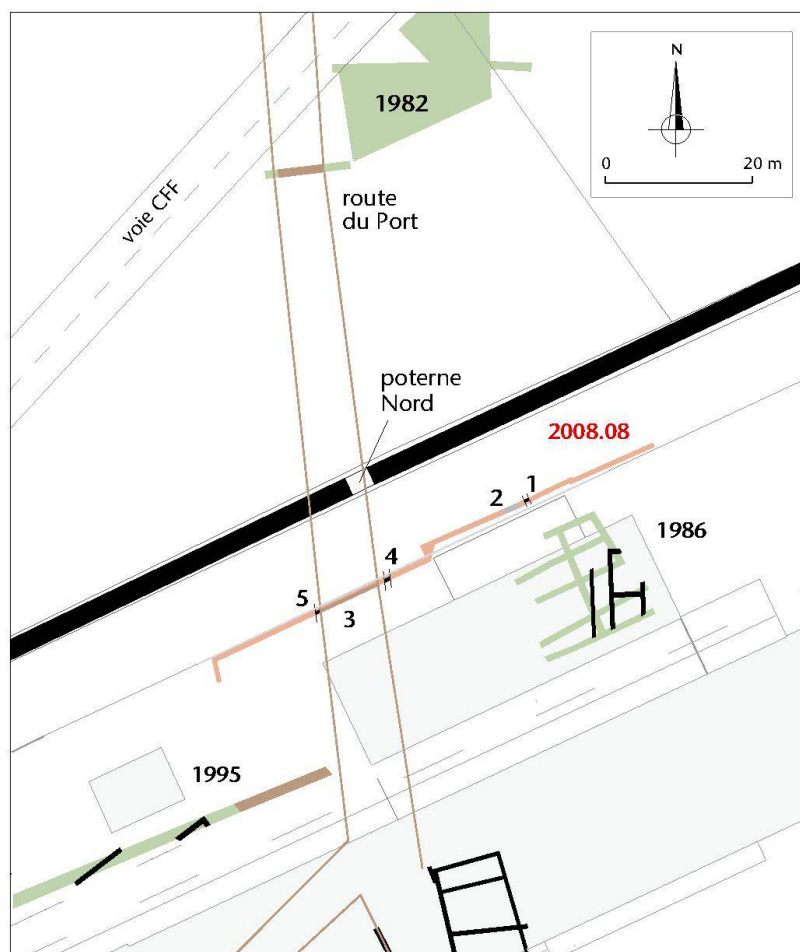 N
0 20 m
1982
voie CFF
route
du Port
poterne
Nord
2008.08
1
2
1986
4
5
3
1995